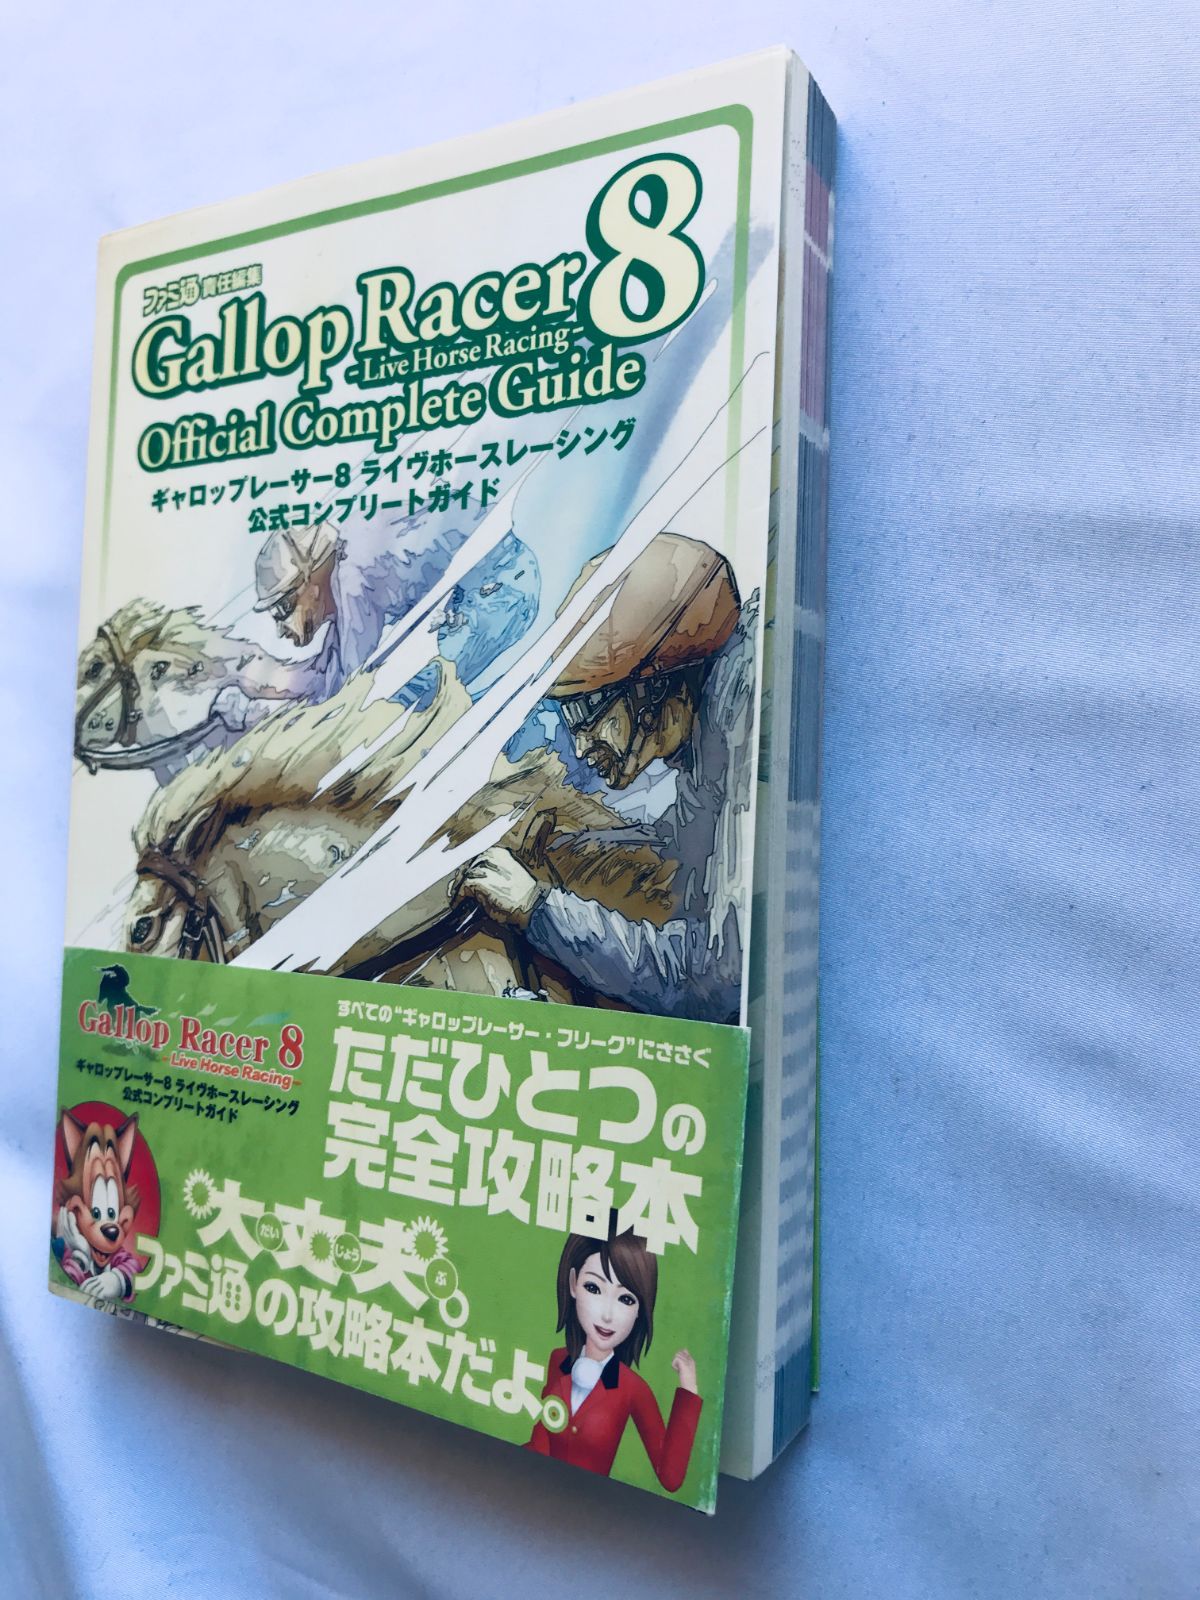 ファミ通 責任編集
Gallop Racer 8
-Live Horse Racing-
Official Complete Guide
ギャロップレーサー8 ライヴホースレーシング
公式コンプリートガイド
Gallop Racer 8
-Live Horse Racing-
ギャロップレーサー8 ライヴホースレーシング
公式コンプリートガイド
すべての“ギャロップレーサー・フリーク”にささぐ
ただひとつの
完全攻略本
大丈夫。
だい じょう ぶ
ファミ通の攻略本だよ。